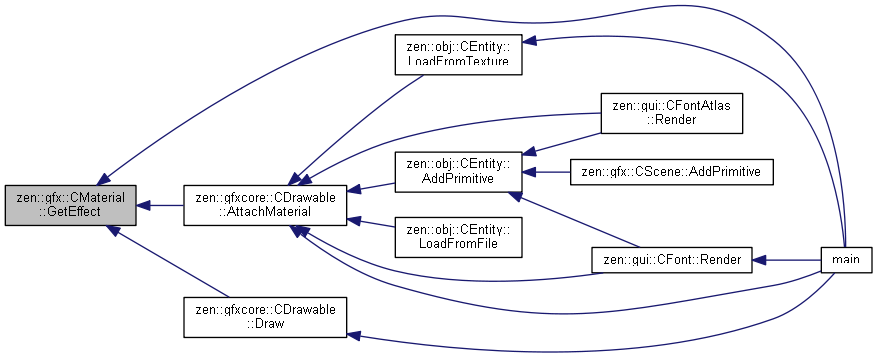 zen::gfx::CMaterial
::GetEffect
zen::gfxcore::CDrawable
::AttachMaterial
zen::obj::CEntity::
LoadFromTexture
zen::obj::CEntity::
AddPrimitive
zen::obj::CEntity::
LoadFromFile
zen::gfxcore::CDrawable
::Draw
zen::gui::CFontAtlas
::Render
zen::gfx::CScene::AddPrimitive
zen::gui::CFont::Render
main